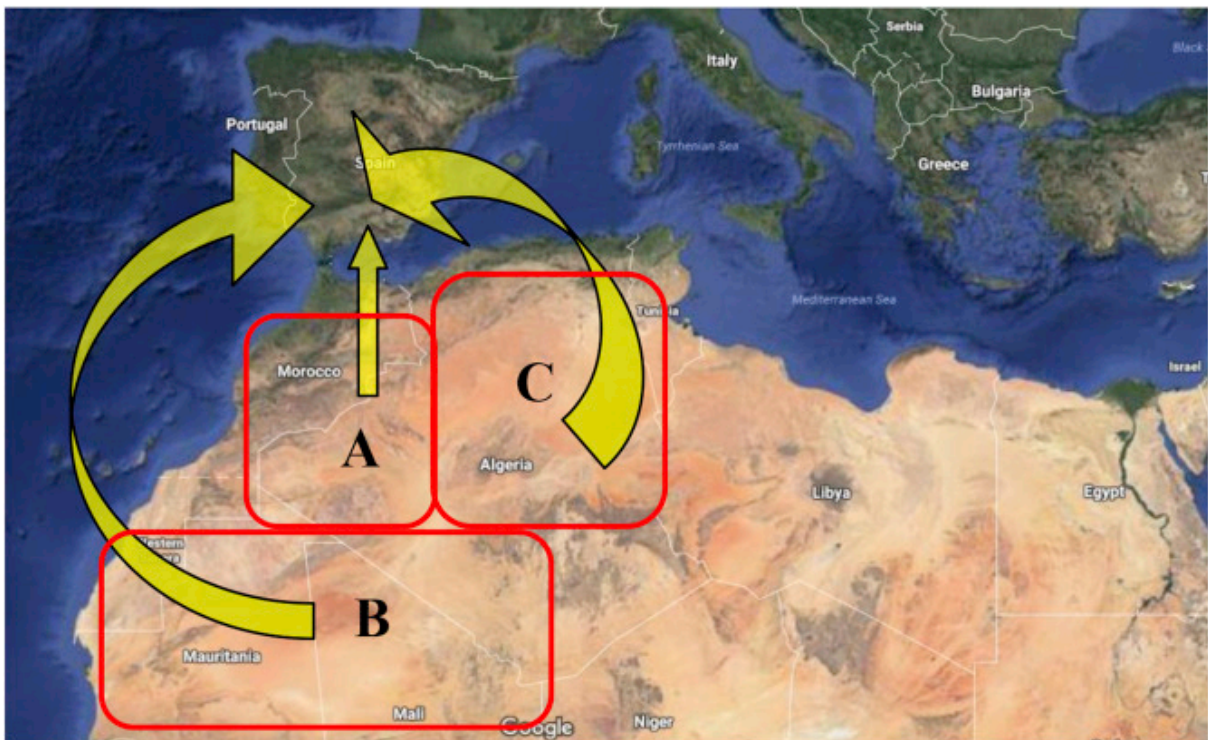 Serbia
Italy
Black
Bulgaria
Portugal
Tyrrhenian Sea
Spain
Greece
T
Mediterranean Sea
Tunisia
Israel
Morocco
C
A
Algeria
Libya
Egypt
Western
B
Mauritania
Mali
Google
Niger